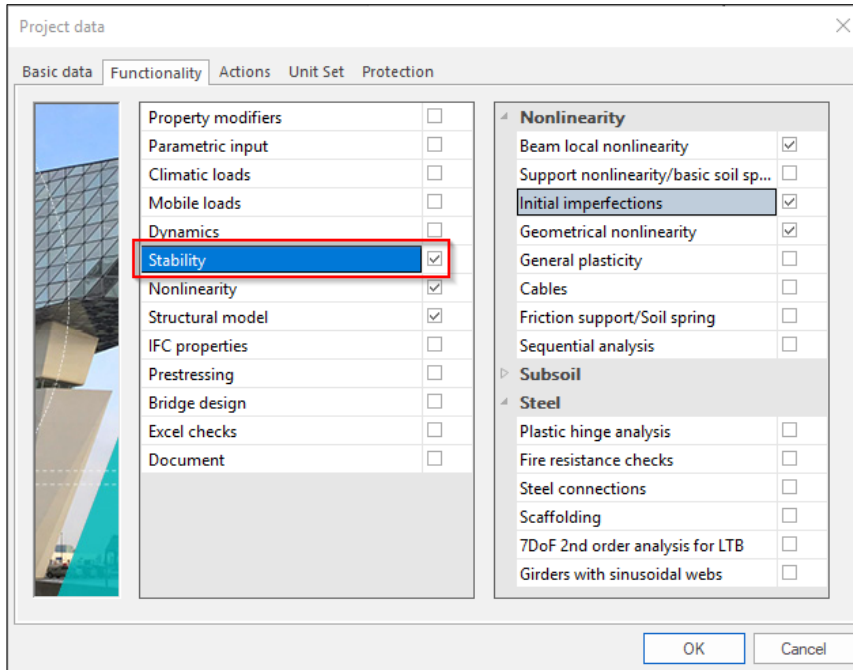 Project data
Basic data Functionality Actions Unit Set Protection
Property modifiers
Parametric input
Climatic loads
Mobile loads
Dynamics
Stability
Nonlinearity
Structural model
IFC properties
Prestressing
Bridge design
Excel checks
Document
Nonlinearity
Beam local nonlinearity
Support nonlinearity/basic soil sp...
Initial imperfections
Geometrical nonlinearity
General plasticity
Cables
Friction support/Soil spring
Sequential analysis
Subsoil
Steel
Plastic hinge analysis
Fire resistance checks
Steel connections
Scaffolding
7DoF 2nd order analysis for LTB
Girders with sinusoidal webs
OK Cancel